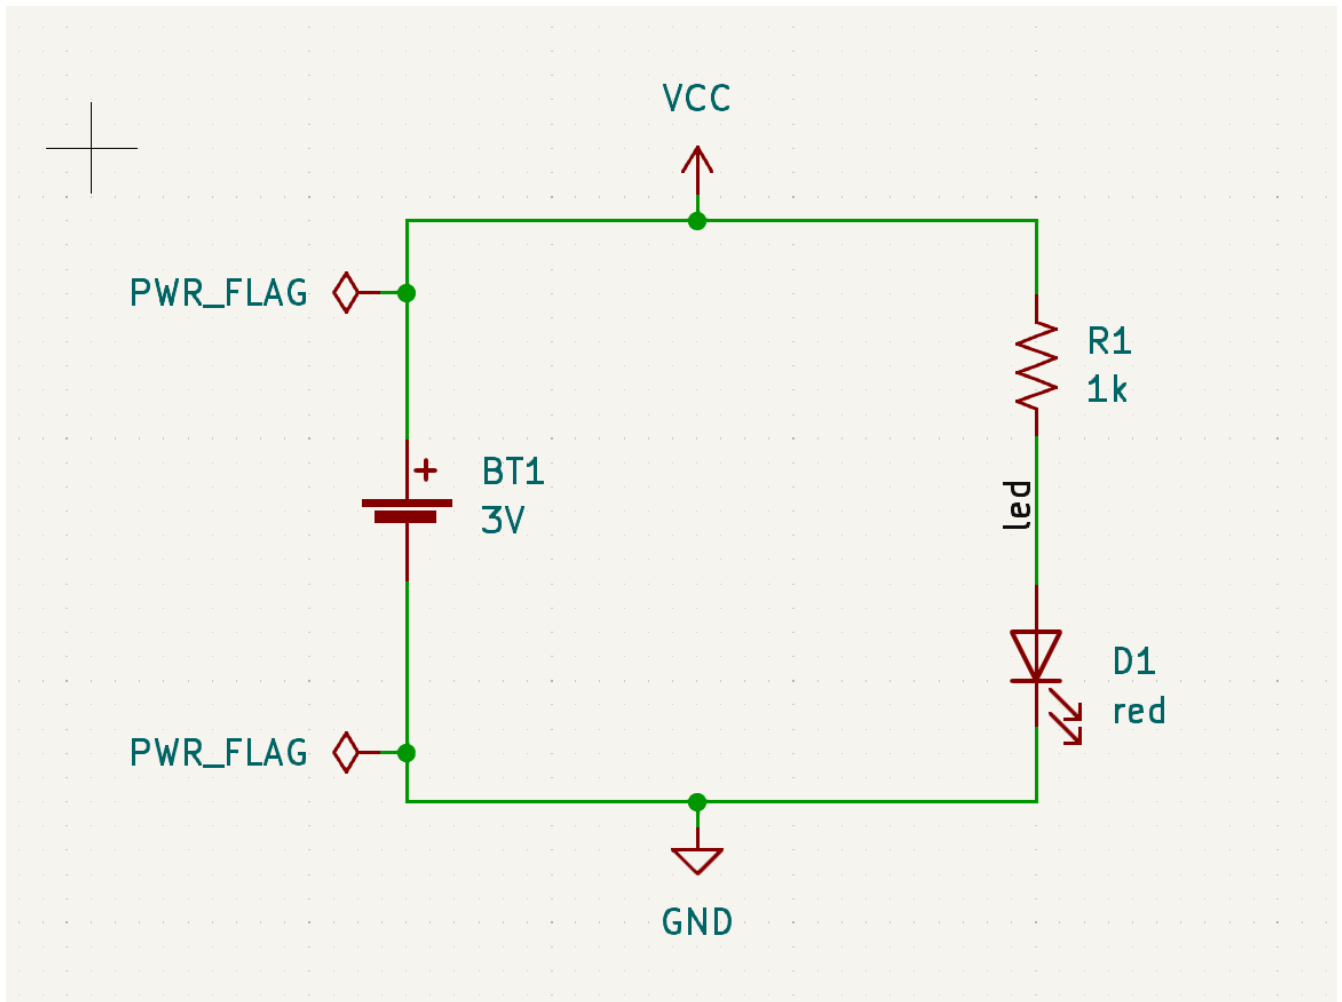 VCC
PWR_FLAG
R1
1k
BT1
3V
led
D1
red
PWR_FLAG
GND